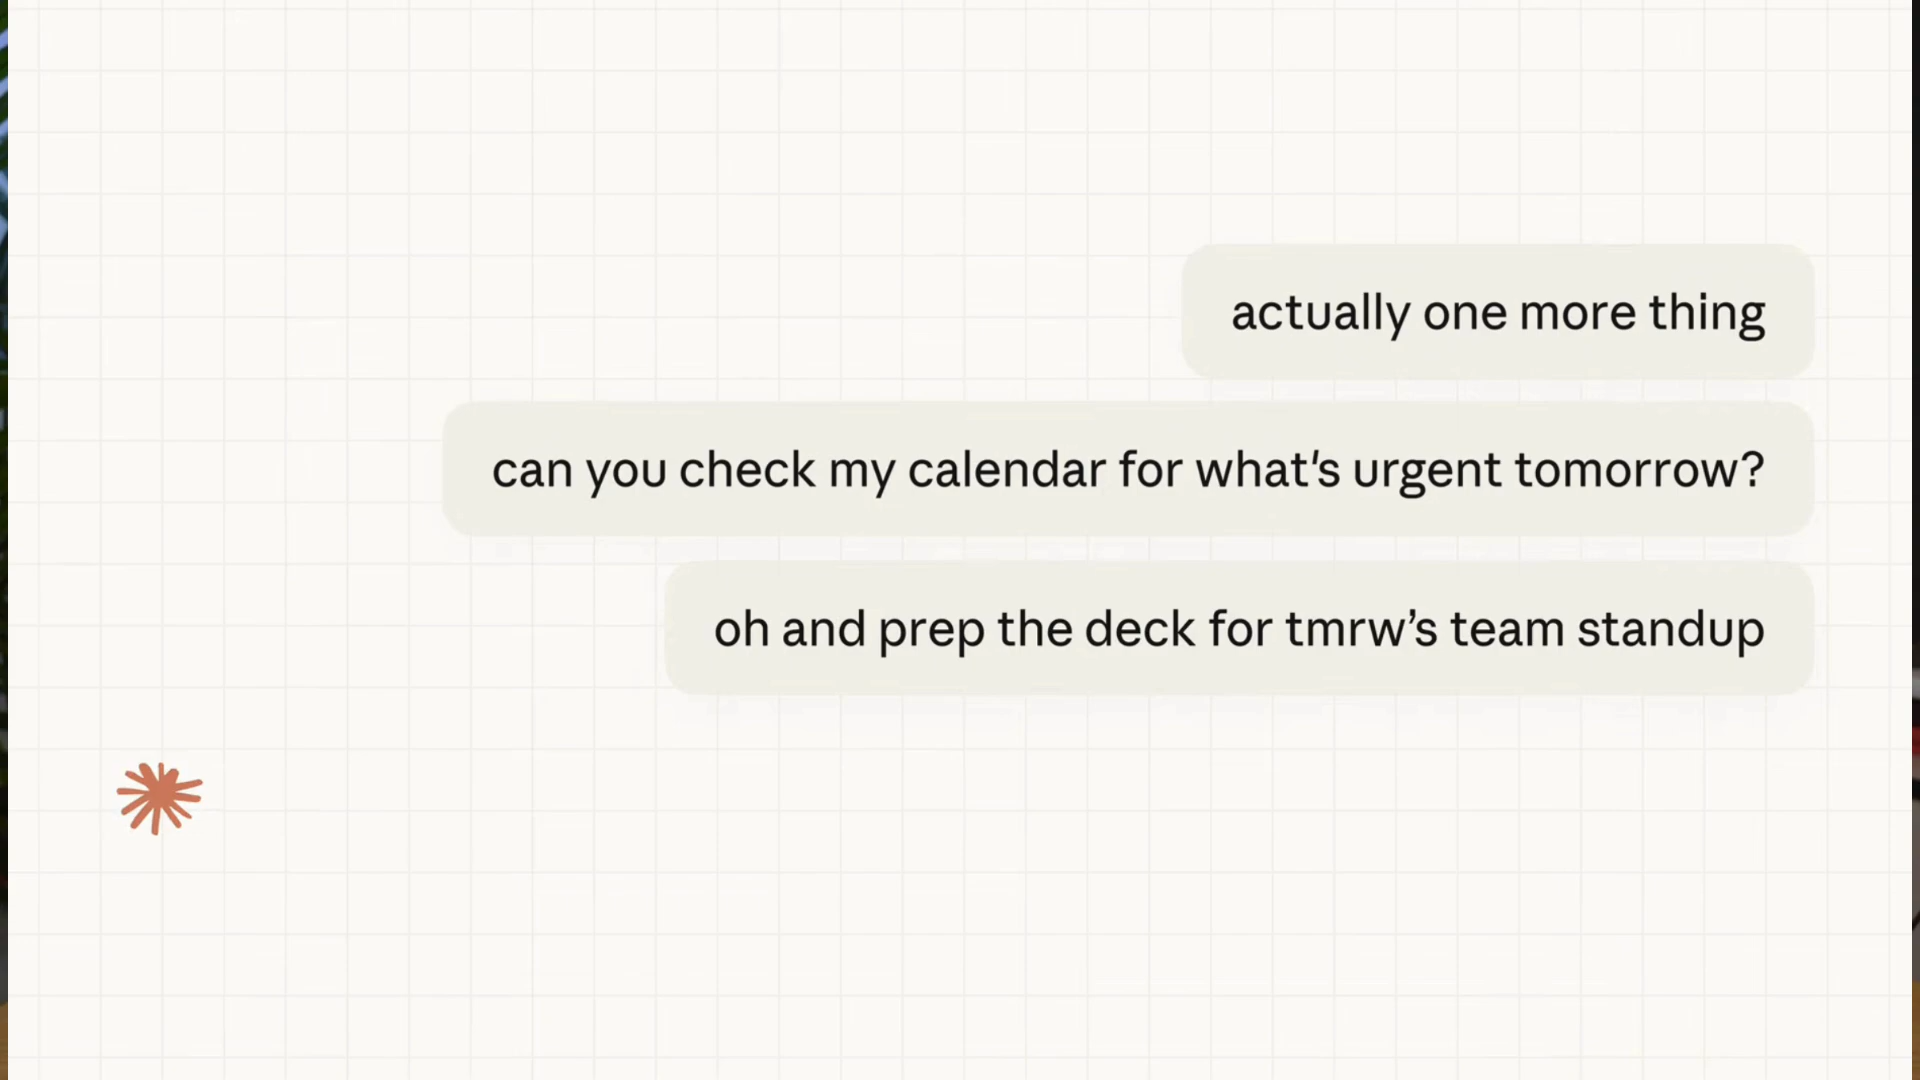 actually one more thing
can you check my calendar for what's urgent tomorrow?
oh and prep the deck for tmrw’s team standup